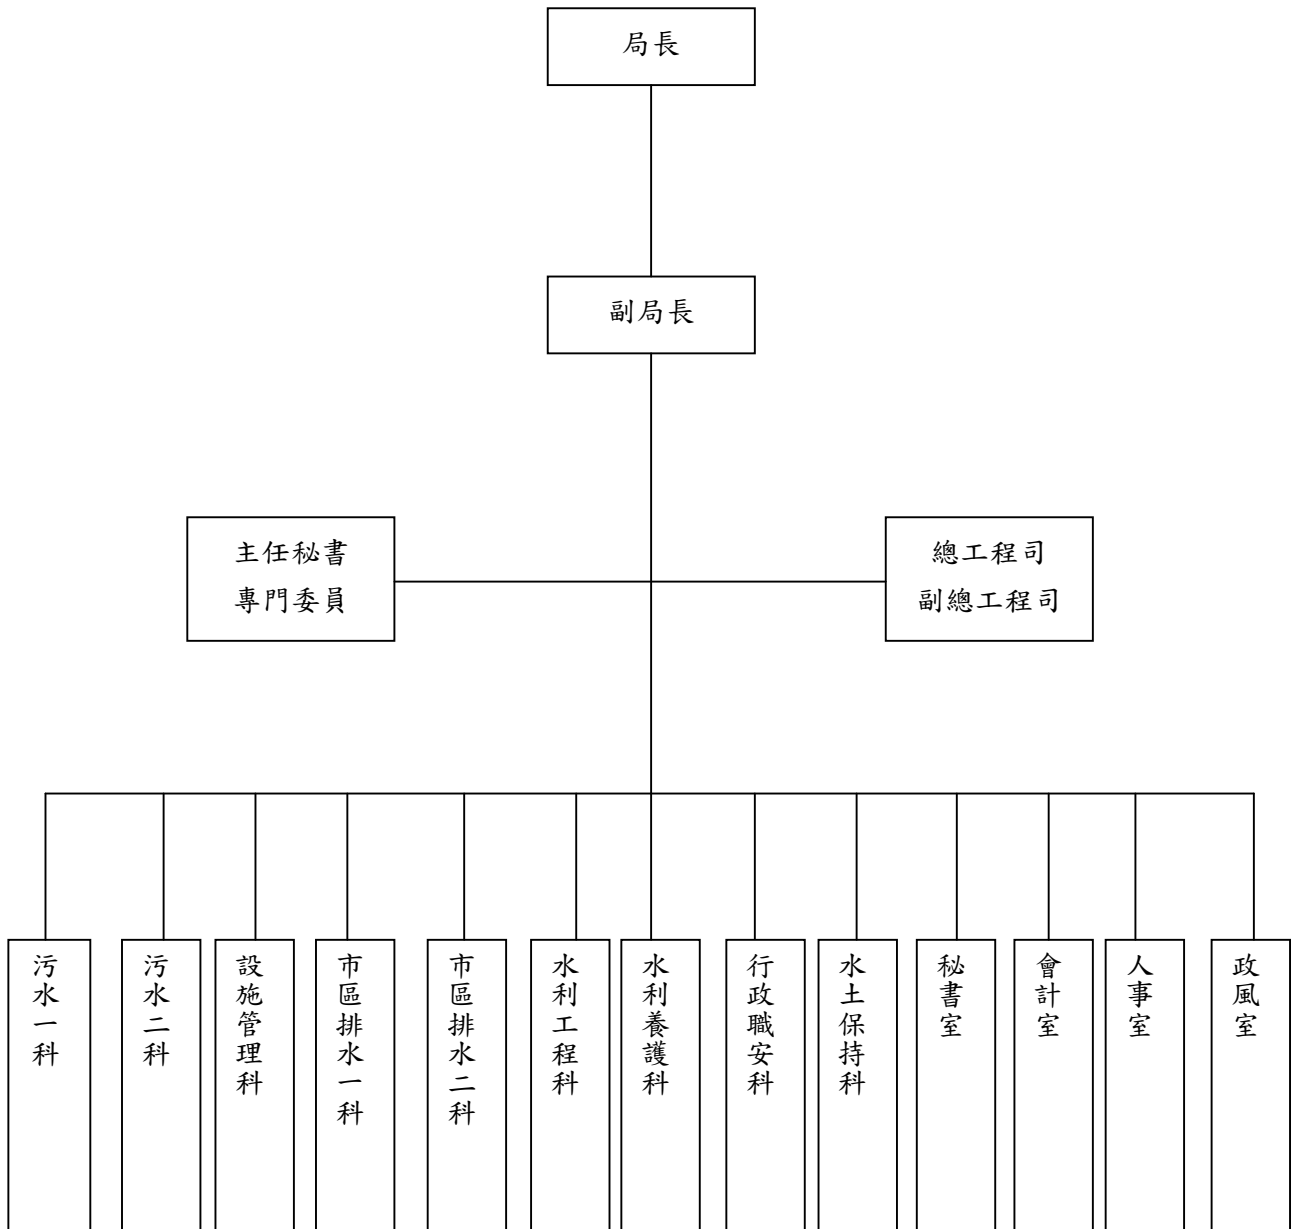 局長
副局長
主任秘書
專門委員
總工程司
副總工程司
污水一科
污水二科
設施管理科
市區排水一科
市區排水二科
水利工程科
水利養護科
行政職安科
水土保持科
秘書室
會計室
人事室
政風室